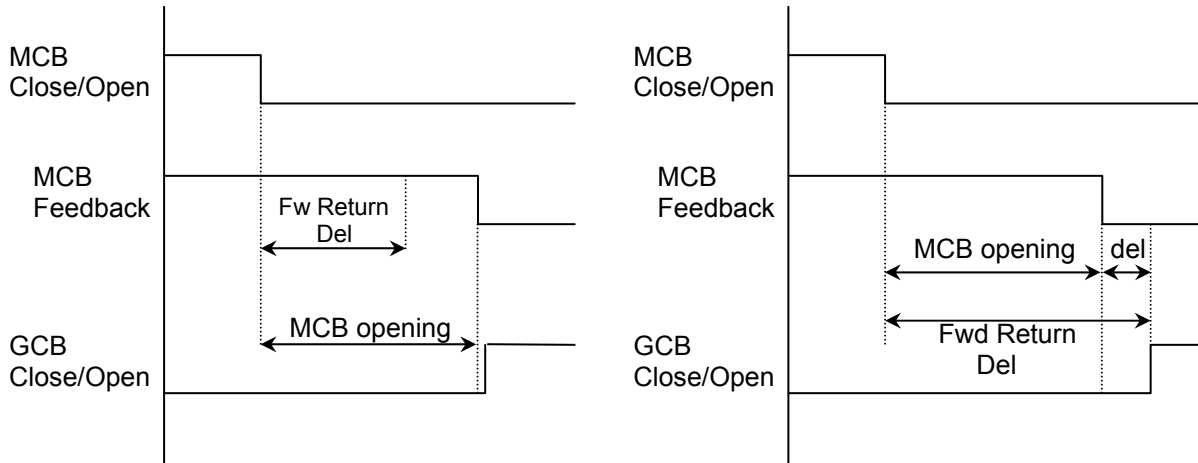 MCB
Close/Open
MCB
Feedback
Fw Return
Del
MCB opening
GCB
Close/Open
MCB
Close/Open
MCB
Feedback
MCB opening
del
Fwd Return
Del
GCB
Close/Open